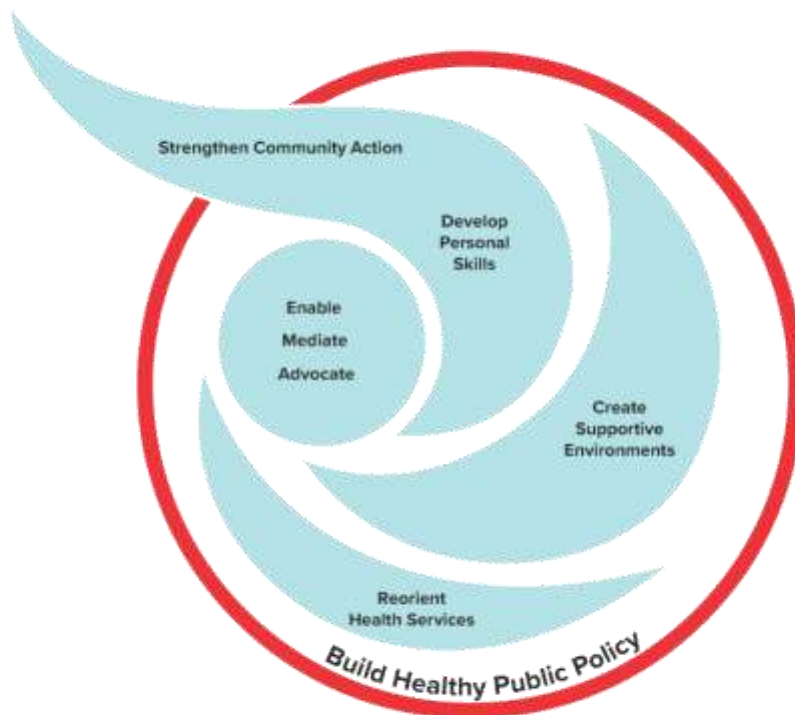 Strengthen Community Action
Develop
Personal
Skills
Enable
Mediate
Advocate
Create
Supportive
Environments
Reorient
Health Services
Build Healthy Public Policy